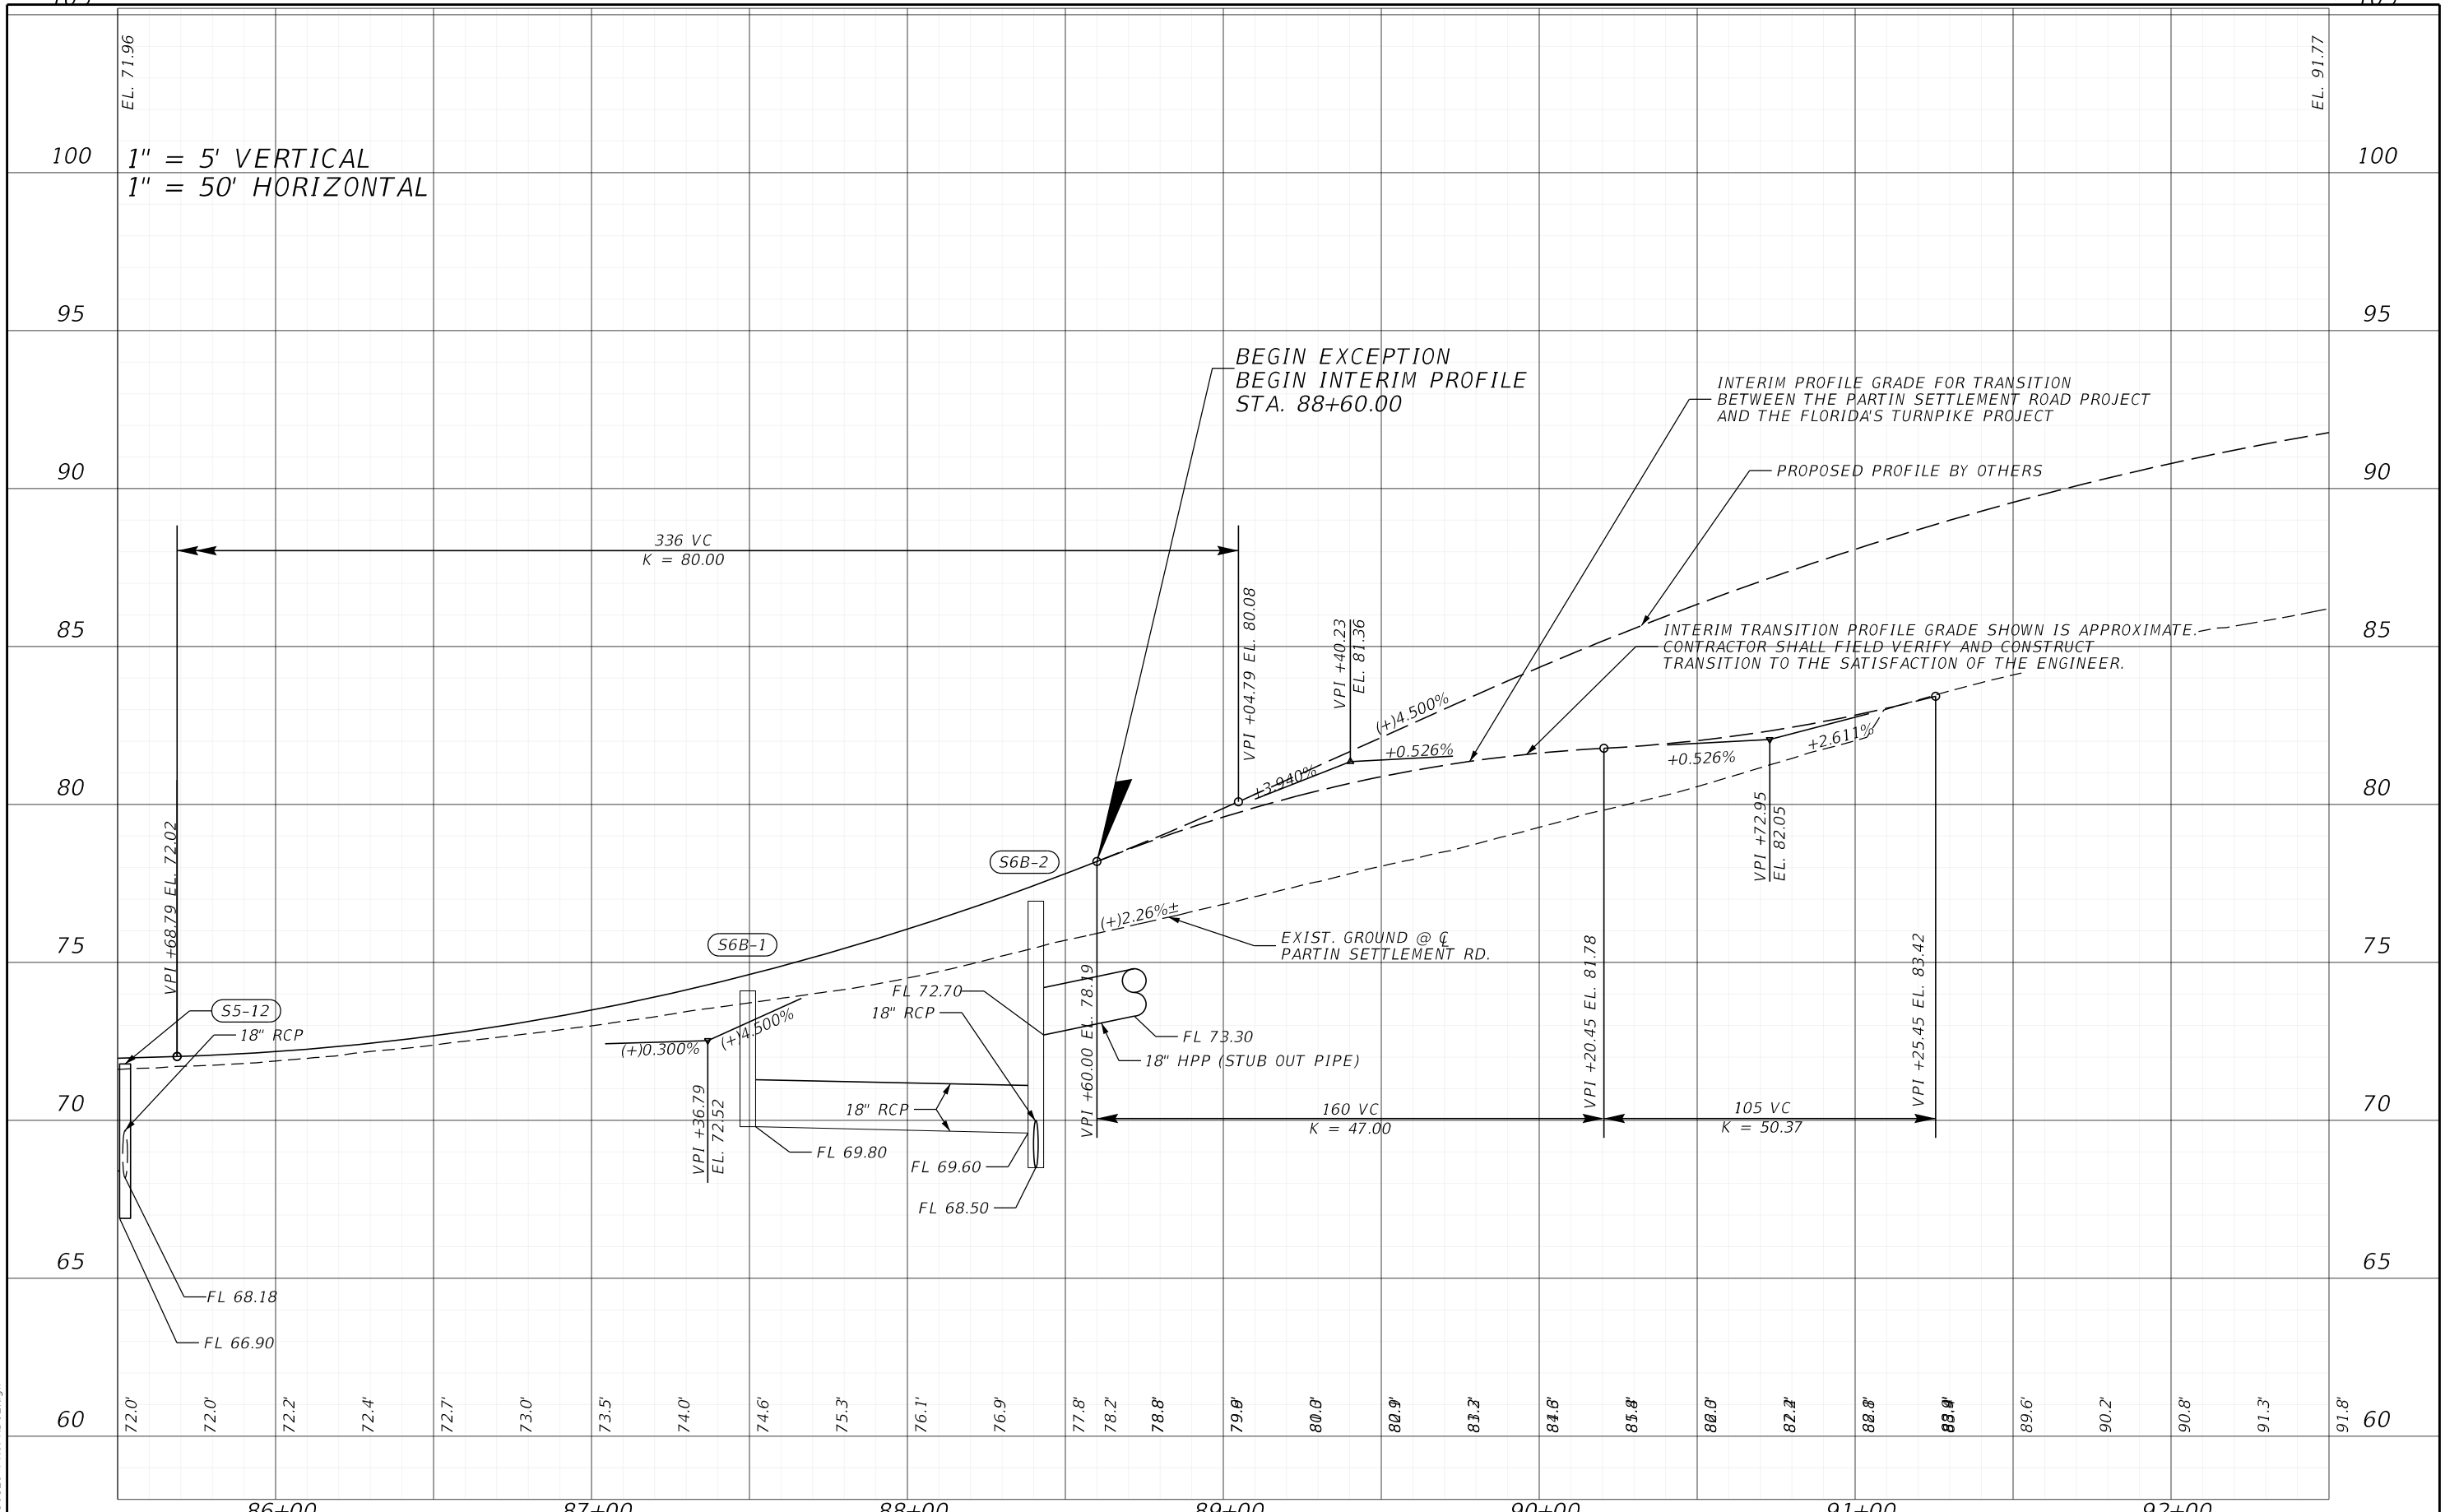 EL. 71.96
EL. 91.77
100
1" = 5' VERTICAL
1" = 50' HORIZONTAL
100
95
95
BEGIN EXCEPTION
BEGIN INTERIM PROFILE
STA. 88+60.00
INTERIM PROFILE GRADE FOR TRANSITION
BETWEEN THE PARTIN SETTLEMENT ROAD PROJECT
AND THE FLORIDA'S TURNPIKE PROJECT
90
PROPOSED PROFILE BY OTHERS
90
336 VC
K = 80.00
85
VPI +04.79 EL. 80.08
VPI +40.23
EL. 81.36
(+)4.500%
INTERIM TRANSITION PROFILE GRADE SHOWN IS APPROXIMATE.
CONTRACTOR SHALL FIELD VERIFY AND CONSTRUCT
TRANSITION TO THE SATISFACTION OF THE ENGINEER.
85
+3.940%
+0.526%
+0.526%
+2.611%
80
80
VPI +68.79 EL. 72.02
S6B-2
VPI +72.95
EL. 82.05
75
S6B-1
(+)2.26%±
EXIST. GROUND @ ℄
PARTIN SETTLEMENT RD.
75
S5-12
18" RCP
FL 72.70
18" RCP
(+)0.300%
(+)4.500%
FL 73.30
18" HPP (STUB OUT PIPE)
VPI +60.00 EL. 78.19
VPI +20.45 EL. 81.78
VPI +25.45 EL. 83.42
70
VPI +36.79
EL. 72.52
18" RCP
160 VC
K = 47.00
105 VC
K = 50.37
70
FL 69.80
FL 69.60
FL 68.50
65
FL 68.18
FL 66.90
65
60
72.0'
72.0'
72.2'
72.4'
72.7'
73.0'
73.5'
74.0'
74.6'
75.3'
76.1'
76.9'
77.8'
78.2'
78.8'
89.6'
90.2'
90.8'
91.3'
91.8'
60
86+00
87+00
88+00
89+00
90+00
91+00
92+00